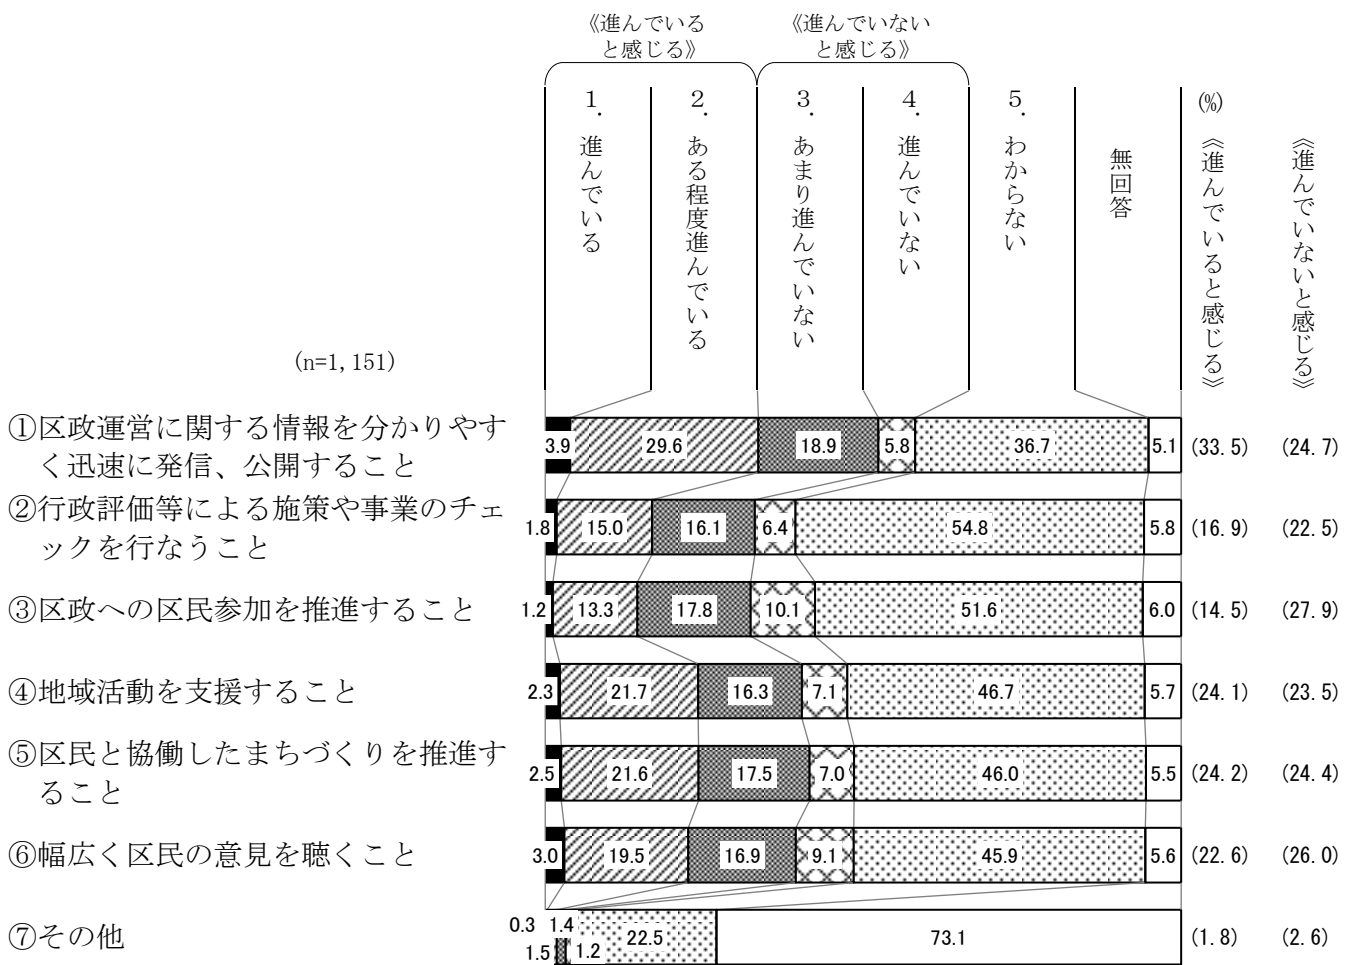 《進んでいる
と感じる》
《進んでいない
と感じる》
1．進んでいる
2．ある程度進んでいる
3．あまり進んでいない
4．進んでいない
5．わからない
無回答
(%)
《進んでいると感じる》
《進んでいないと感じる》
(n=1,151)
①区政運営に関する情報を分かりやす
く迅速に発信、公開すること
3.9 29.6 18.9 5.8 36.7 5.1 (33.5) (24.7)
②行政評価等による施策や事業のチェ
ックを行なうこと
1.8 15.0 16.1 6.4 54.8 5.8 (16.9) (22.5)
③区政への区民参加を推進すること
1.2 13.3 17.8 10.1 51.6 6.0 (14.5) (27.9)
④地域活動を支援すること
2.3 21.7 16.3 7.1 46.7 5.7 (24.1) (23.5)
⑤区民と協働したまちづくりを推進す
ること
2.5 21.6 17.5 7.0 46.0 5.5 (24.2) (24.4)
⑥幅広く区民の意見を聴くこと
3.0 19.5 16.9 9.1 45.9 5.6 (22.6) (26.0)
⑦その他
0.3 1.5 1.4 1.2 22.5 73.1 (1.8) (2.6)